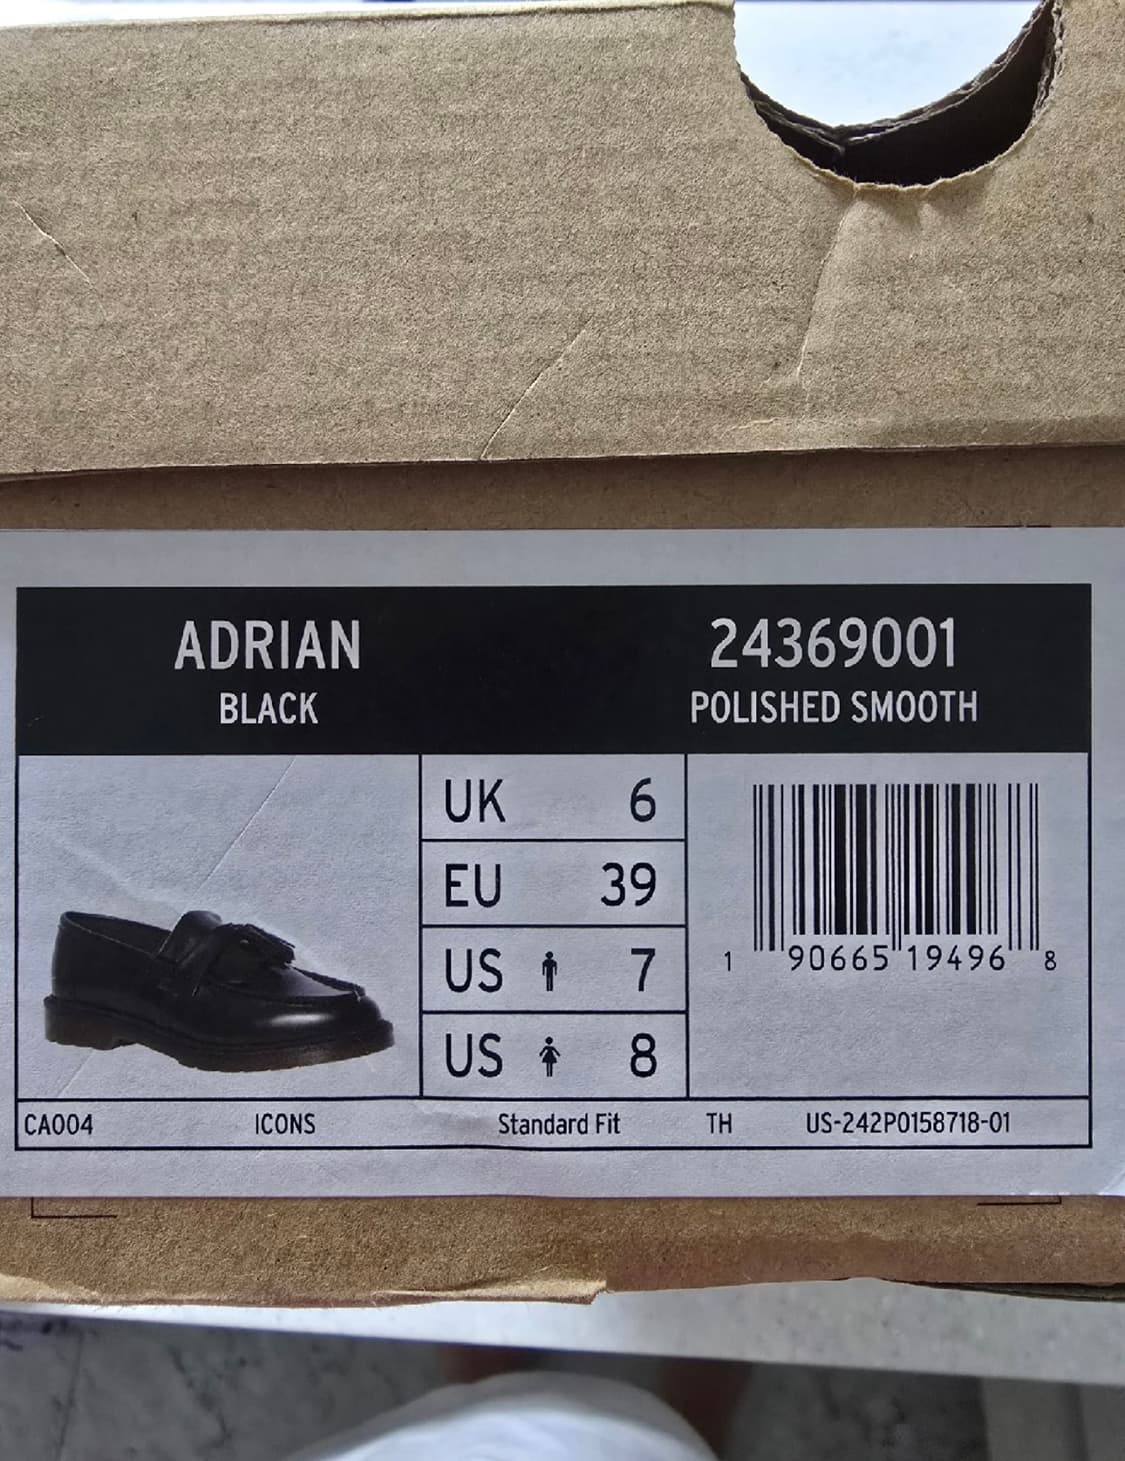 ADRIAN
BLACK
24369001
POLISHED SMOOTH
UK 6
EU 39
US 7
US 8
1 90665 19496 8
CA004 ICONS Standard Fit TH US-242P0158718-01